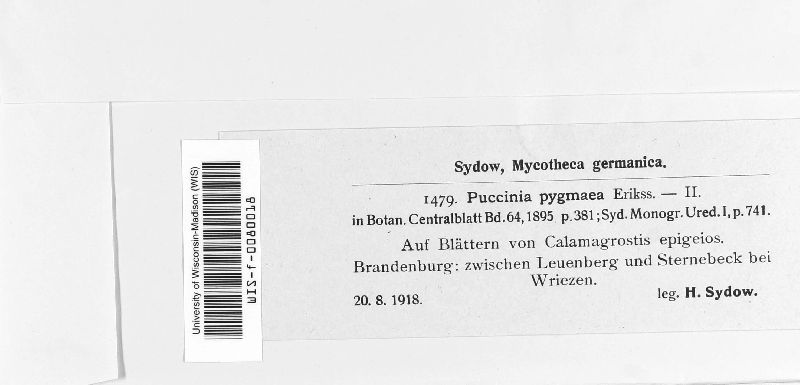 Sydow, Mycotheca germanica.
1479. Puccinia pygmaea Erikss. — II.
in Botan. Centralblatt Bd. 64, 1895 p. 381; Syd. Monogr. Ured. I, p. 741.
Auf Blättern von Calamagrostis epigeios.
Brandenburg: zwischen Leuenberg und Sternebeck bei
Wriezen.
20. 8. 1918. leg. H. Sydow.
University of Wisconsin-Madison (WIS)
WIS-f-0080018